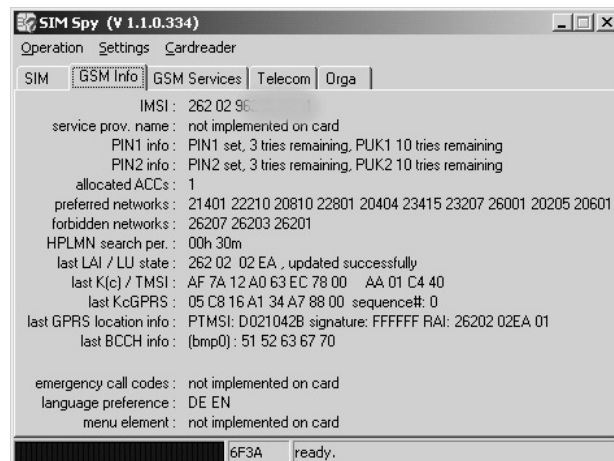 SIM Spy (V 1.1.0.334)
Operation Settings Cardreader
SIM GSM Info GSM Services Telecom Orga
IMSI : 262 02 96
service prov. name : not implemented on card
PIN1 info : PIN1 set, 3 tries remaining, PUK1 10 tries remaining
PIN2 info : PIN2 set, 3 tries remaining, PUK2 10 tries remaining
allocated ACCs : 1
preferred networks : 21401 22210 20810 22801 20404 23415 23207 26001 20205 20601
forbidden networks : 26207 26203 26201
HPLMN search per. : 00h 30m
last LAI / LU state : 262 02 02 EA , updated successfully
last K(c) / TMSI : AF 7A 12 A0 63 EC 78 00 AA 01 C4 40
last KcGPRS : 05 C8 16 A1 34 A7 88 00 sequence#: 0
last GPRS location info : PTMSI: D021042B signature: FFFFFF RAI: 26202 02EA 01
last BCCH info : (bmp0) : 51 52 63 67 70
emergency call codes : not implemented on card
language preference : DE EN
menu element : not implemented on card
6F3A ready.